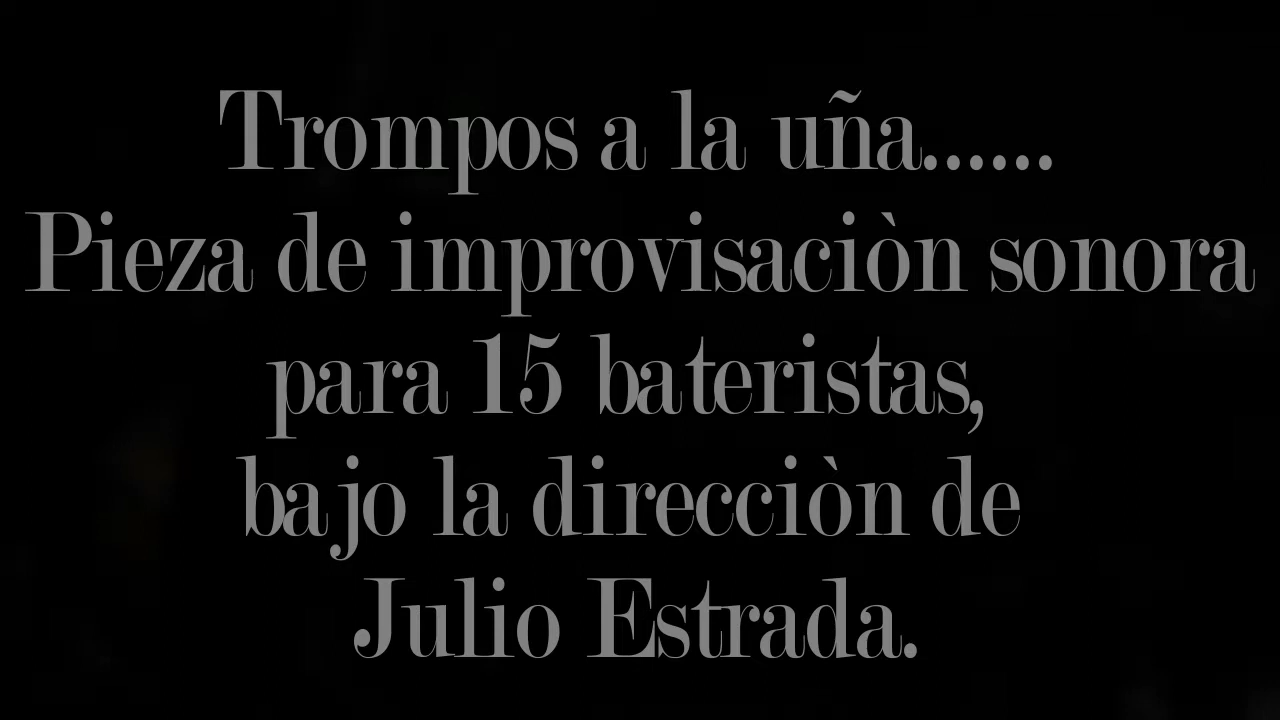 Trompos a la uña......
Pieza de improvisaciòn sonora
para 15 bateristas,
bajo la direcciòn de
Julio Estrada.